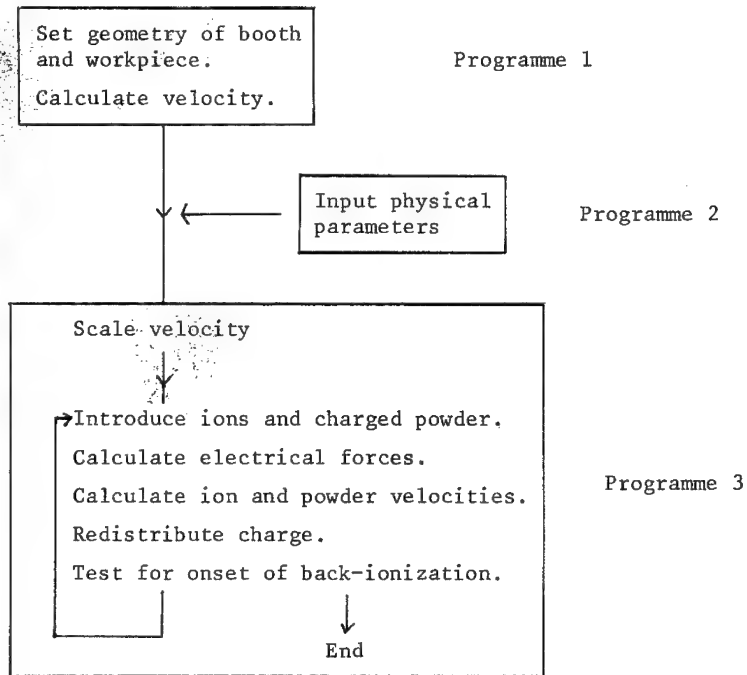 Set geometry of booth
and workpiece.
Calculate velocity.
Programme 1
Input physical
parameters
Programme 2
Scale velocity
Introduce ions and charged powder.
Calculate electrical forces.
Calculate ion and powder velocities.
Redistribute charge.
Test for onset of back-ionization.
End
Programme 3